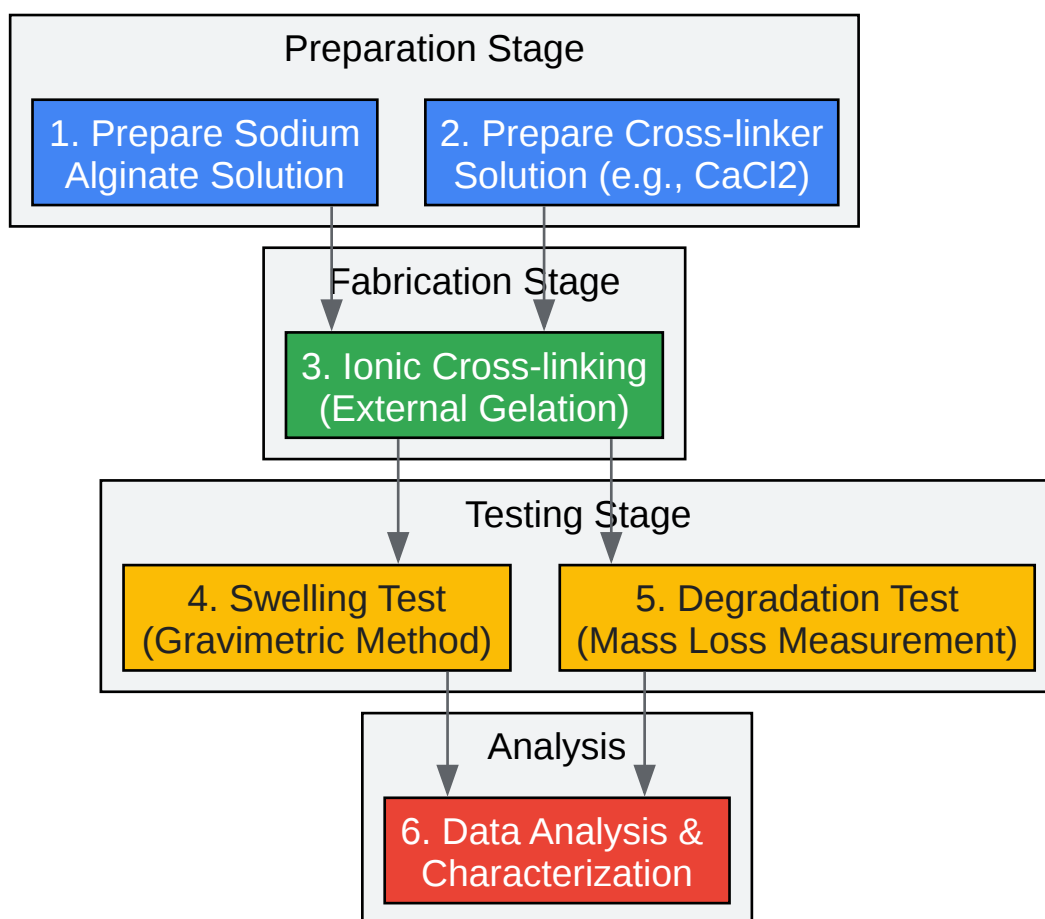 Preparation Stage
1. Prepare Sodium
Alginate Solution
2. Prepare Cross-linker
Solution (e.g., CaCl2)
Fabrication Stage
3. Ionic Cross-linking
(External Gelation)
Testing Stage
4. Swelling Test
(Gravimetric Method)
5. Degradation Test
(Mass Loss Measurement)
Analysis
6. Data Analysis &
Characterization